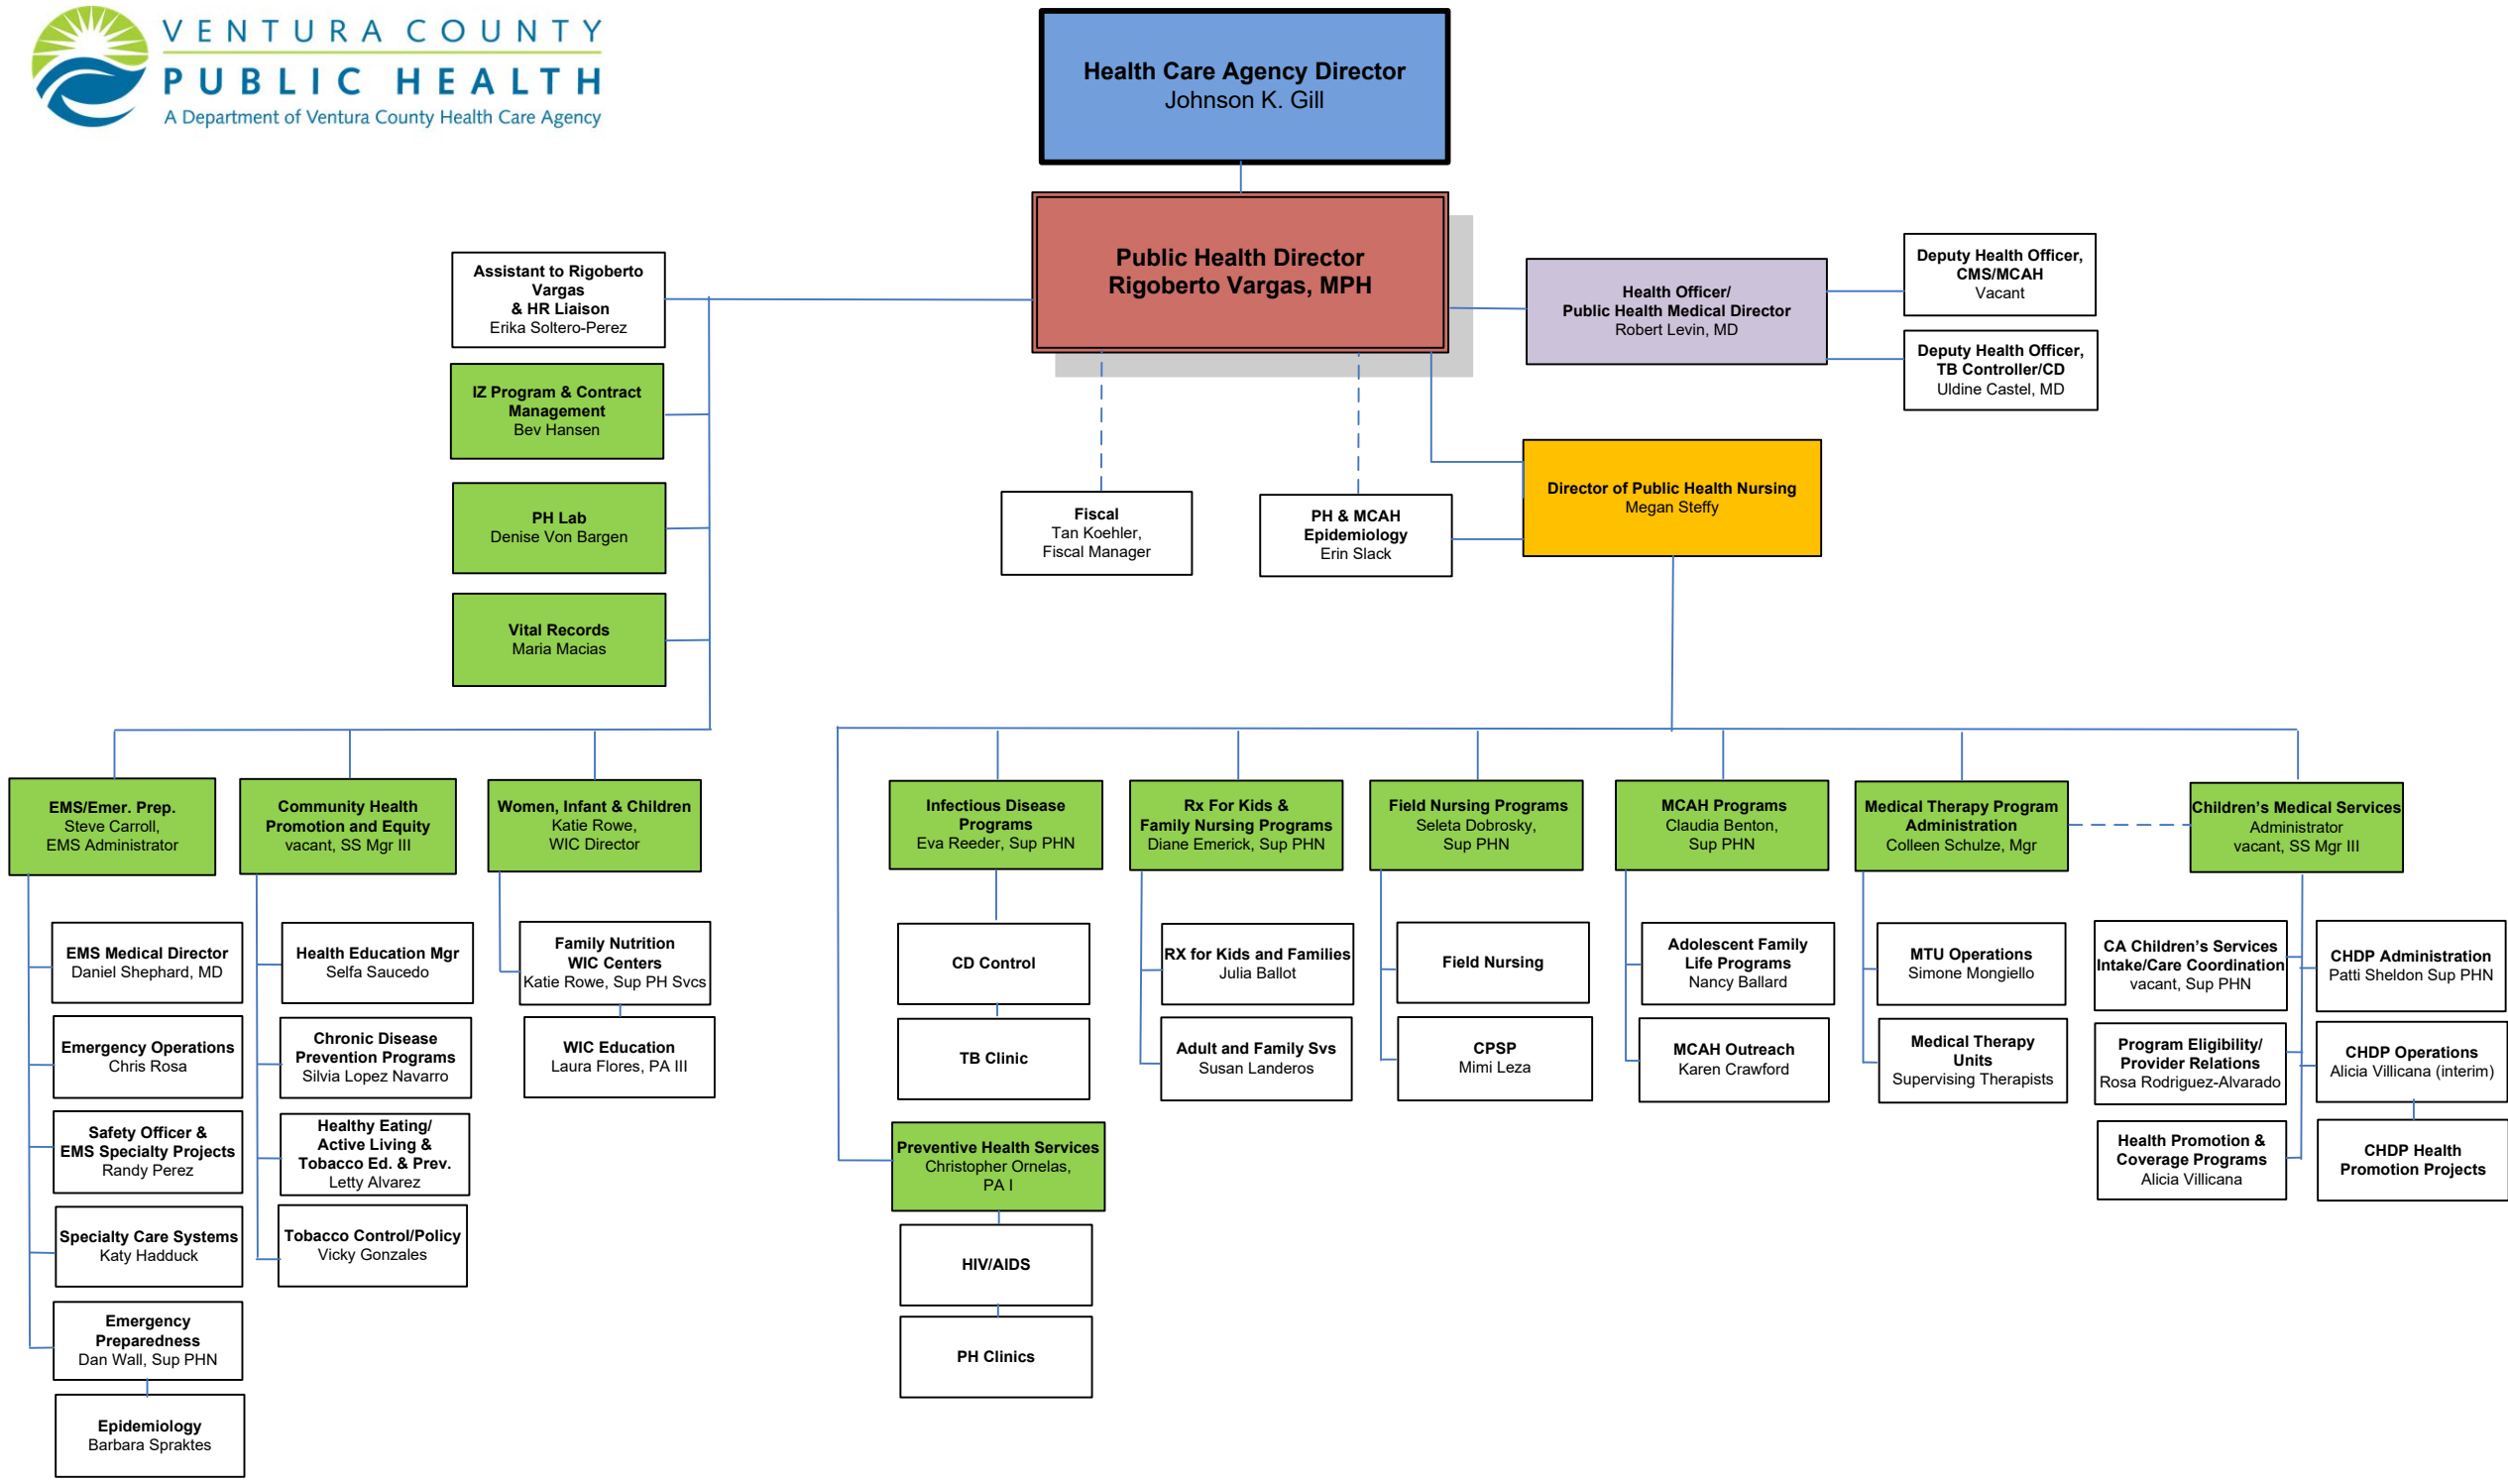 VENTURA COUNTY
PUBLIC HEALTH
A Department of Ventura County Health Care Agency
Health Care Agency Director
Johnson K. Gill
Public Health Director
Rigoberto Vargas, MPH
Assistant to Rigoberto
Vargas
& HR Liaison
Erika Soltero-Perez
Health Officer/
Public Health Medical Director
Robert Levin, MD
Deputy Health Officer,
CMS/MCAH
Vacant
Deputy Health Officer,
TB Controller/CD
Uldine Castel, MD
IZ Program & Contract
Management
Bev Hansen
PH Lab
Denise Von Bargen
Vital Records
Maria Macias
Fiscal
Tan Koehler,
Fiscal Manager
PH & MCAH
Epidemiology
Erin Slack
Director of Public Health Nursing
Megan Steffy
EMS/Emer. Prep.
Steve Carroll,
EMS Administrator
Community Health
Promotion and Equity
vacant, SS Mgr III
Women, Infant & Children
Katie Rowe,
WIC Director
Infectious Disease
Programs
Eva Reeder, Sup PHN
Rx For Kids &
Family Nursing Programs
Diane Emerick, Sup PHN
Field Nursing Programs
Seleta Dobrosky,
Sup PHN
MCAH Programs
Claudia Benton,
Sup PHN
Medical Therapy Program
Administration
Colleen Schulze, Mgr
Children’s Medical Services
Administrator
vacant, SS Mgr III
EMS Medical Director
Daniel Shephard, MD
Emergency Operations
Chris Rosa
Safety Officer &
EMS Specialty Projects
Randy Perez
Specialty Care Systems
Katy Hadduck
Emergency
Preparedness
Dan Wall, Sup PHN
Epidemiology
Barbara Spraktes
Health Education Mgr
Selfa Saucedo
Chronic Disease
Prevention Programs
Silvia Lopez Navarro
Healthy Eating/
Active Living &
Tobacco Ed. & Prev.
Letty Alvarez
Tobacco Control/Policy
Vicky Gonzales
Family Nutrition
WIC Centers
Katie Rowe, Sup PH Svcs
WIC Education
Laura Flores, PA III
CD Control
TB Clinic
Preventive Health Services
Christopher Ornelas,
PA I
HIV/AIDS
PH Clinics
RX for Kids and Families
Julia Ballot
Adult and Family Svs
Susan Landeros
Field Nursing
CPSP
Mimi Leza
Adolescent Family
Life Programs
Nancy Ballard
MCAH Outreach
Karen Crawford
MTU Operations
Simone Mongiello
Medical Therapy
Units
Supervising Therapists
CA Children’s Services
Intake/Care Coordination
vacant, Sup PHN
Program Eligibility/
Provider Relations
Rosa Rodriguez-Alvarado
Health Promotion &
Coverage Programs
Alicia Villicana
CHDP Administration
Patti Sheldon Sup PHN
CHDP Operations
Alicia Villicana (interim)
CHDP Health
Promotion Projects